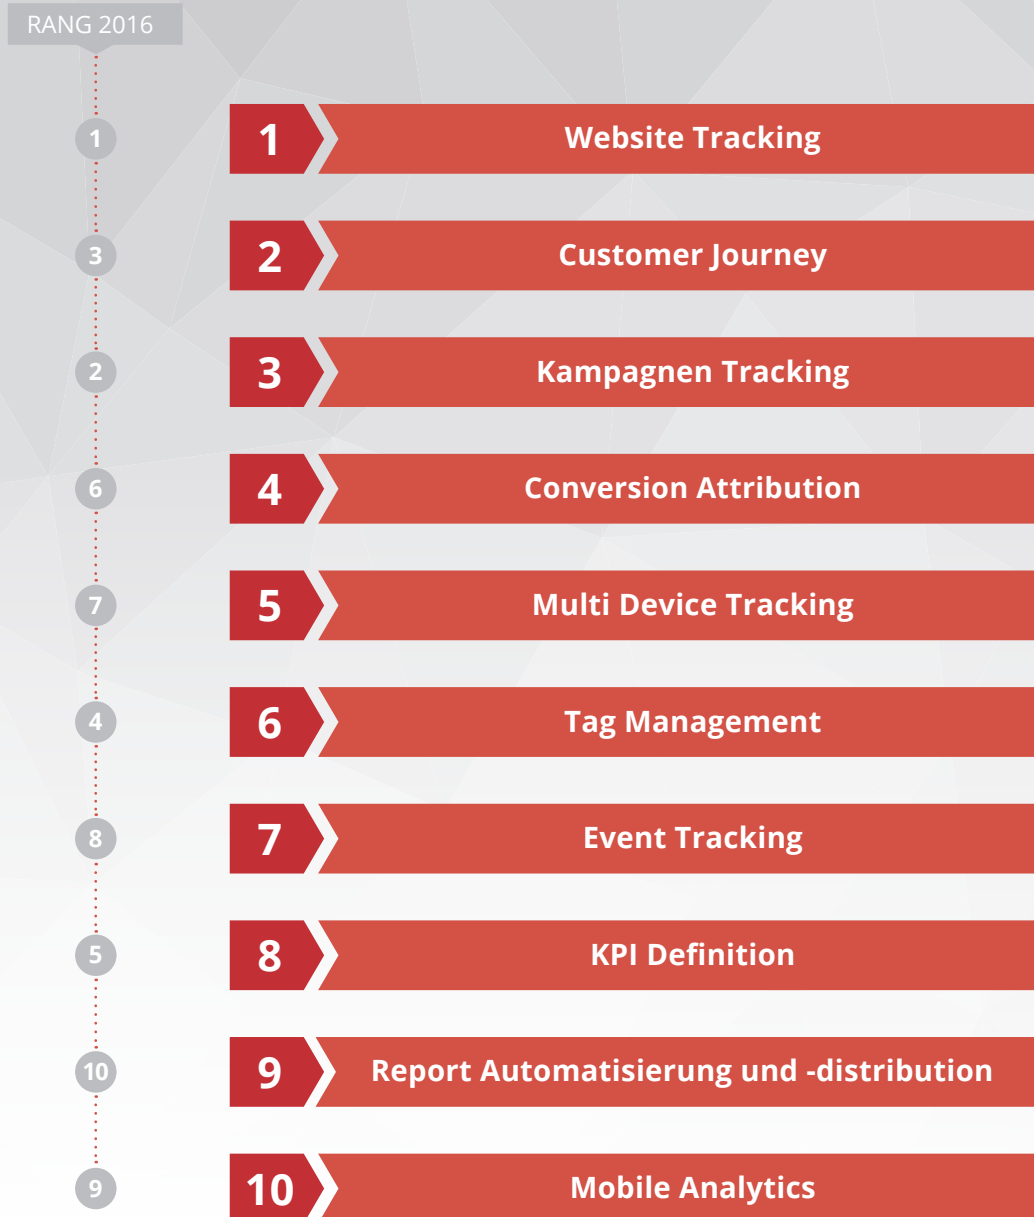 RANG 2016
1 1 Website Tracking
3 2 Customer Journey
2 3 Kampagnen Tracking
6 4 Conversion Attribution
7 5 Multi Device Tracking
4 6 Tag Management
8 7 Event Tracking
5 8 KPI Definition
10 9 Report Automatisierung und -distribution
9 10 Mobile Analytics